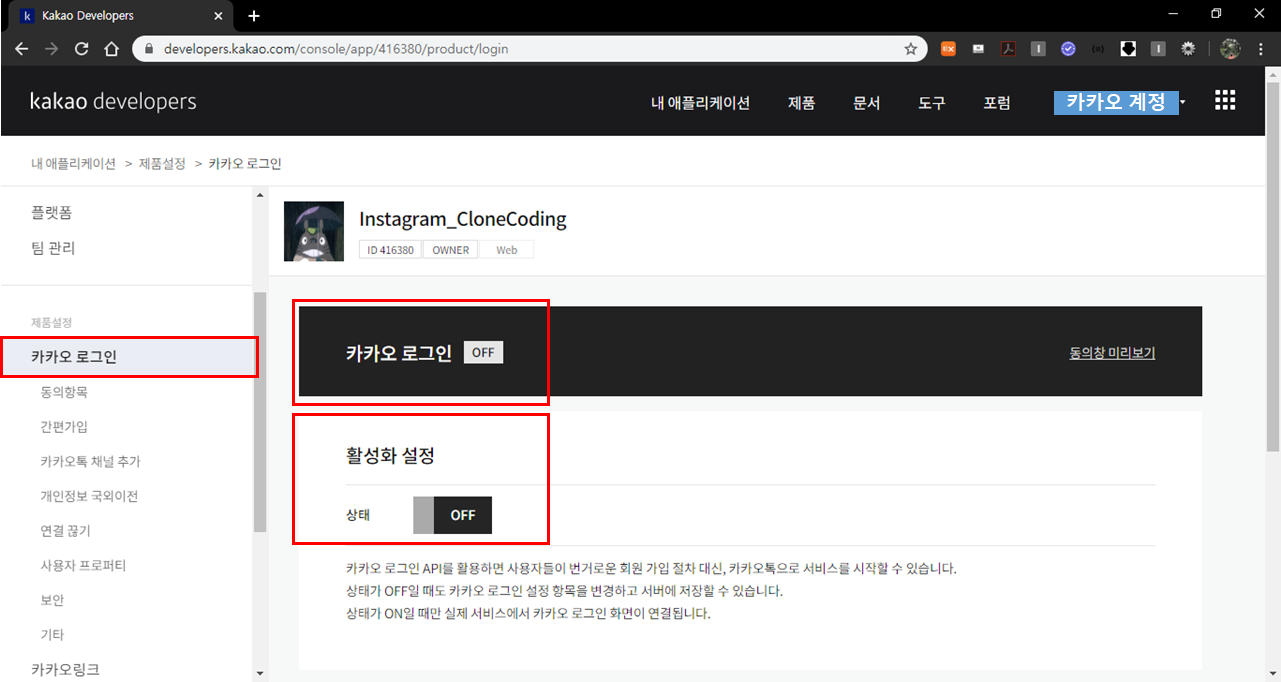 Kakao Developers
developers.kakao.com/console/app/416380/product/login
kakao developers
내 애플리케이션 제품 문서 도구 포럼 카카오 계정
내 애플리케이션 > 제품설정 > 카카오 로그인
플랫폼
팀 관리
제품설정
카카오 로그인
동의항목
간편가입
카카오톡 채널 추가
개인정보 국외이전
연결 끊기
사용자 프로퍼티
보안
기타
카카오링크
Instagram_CloneCoding
ID 416380 OWNER Web
카카오 로그인 OFF 동의창 미리보기
활성화 설정
상태 OFF
카카오 로그인 API를 활용하면 사용자들이 번거로운 회원 가입 절차 대신, 카카오톡으로 서비스를 시작할 수 있습니다.
상태가 OFF일 때도 카카오 로그인 설정 항목을 변경하고 서버에 저장할 수 있습니다.
상태가 ON일 때만 실제 서비스에서 카카오 로그인 화면이 연결됩니다.